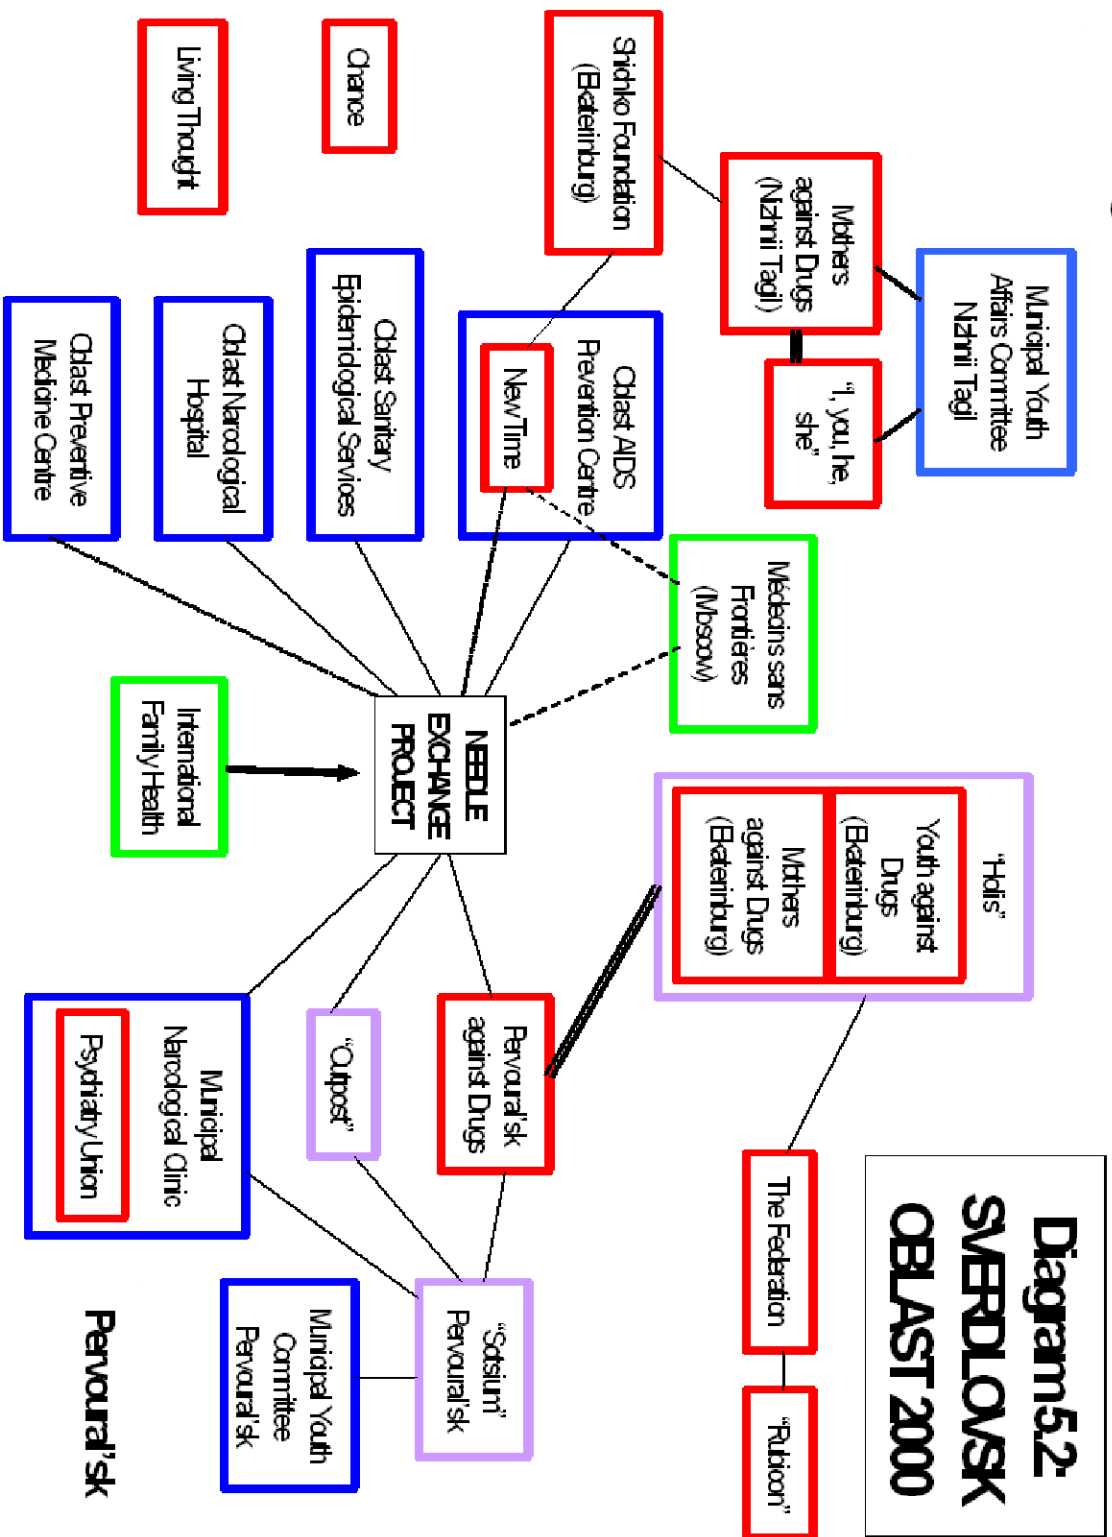 Diagram 5.2:
SVERDLOVSK
OBLAST 2000
Municipal Youth
Affairs Committee
Nizhnii Tagil
Mothers
against Drugs
(Nizhnii Tagil)
"I, you, he,
she"
Shichko Foundation
(Ekaterinburg)
Chance
Living Thought
Oblast AIDS
Prevention Centre
New Time
Oblast Sanitary
Epidemiological Services
Oblast Narcological
Hospital
Oblast Preventive
Medicine Centre
Médecins sans
Frontières
(Moscow)
"Holis"
Youth against
Drugs
(Ekaterinburg)
Mothers
against Drugs
(Ekaterinburg)
NEEDLE
EXCHANGE
PROJECT
International
Family Health
The Federation
"Rubicon"
Pervoural'sk
against Drugs
"Outpost"
Municipal
Narcological Clinic
Psychiatry Union
"Sotsium"
Pervoural'sk
Municipal Youth
Committee
Pervoural'sk
Pervoural'sk